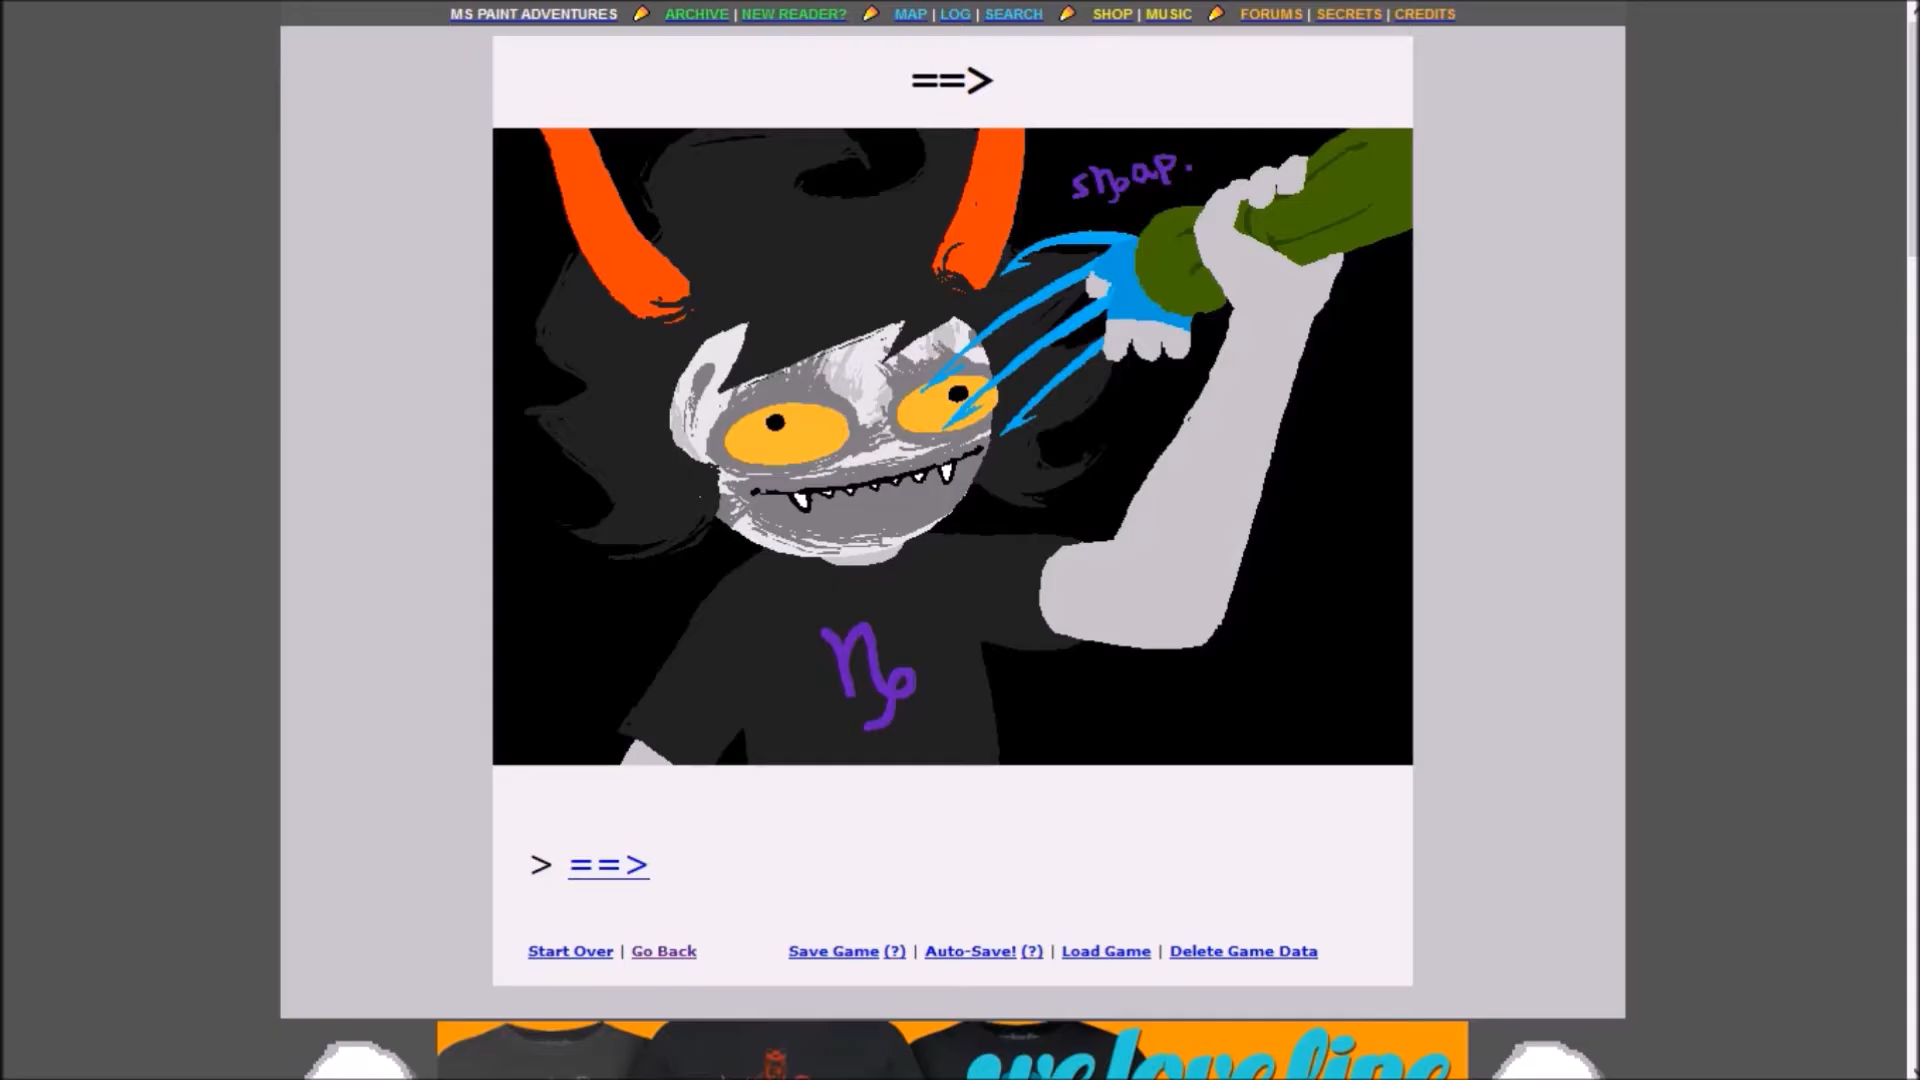 MS PAINT ADVENTURES ARCHIVE | NEW READER? MAP | LOG | SEARCH SHOP | MUSIC FORUMS | SECRETS | CREDITS
==>
snap.
> ==>
Start Over | Go Back Save Game (?) | Auto-Save! (?) | Load Game | Delete Game Data
welovefine